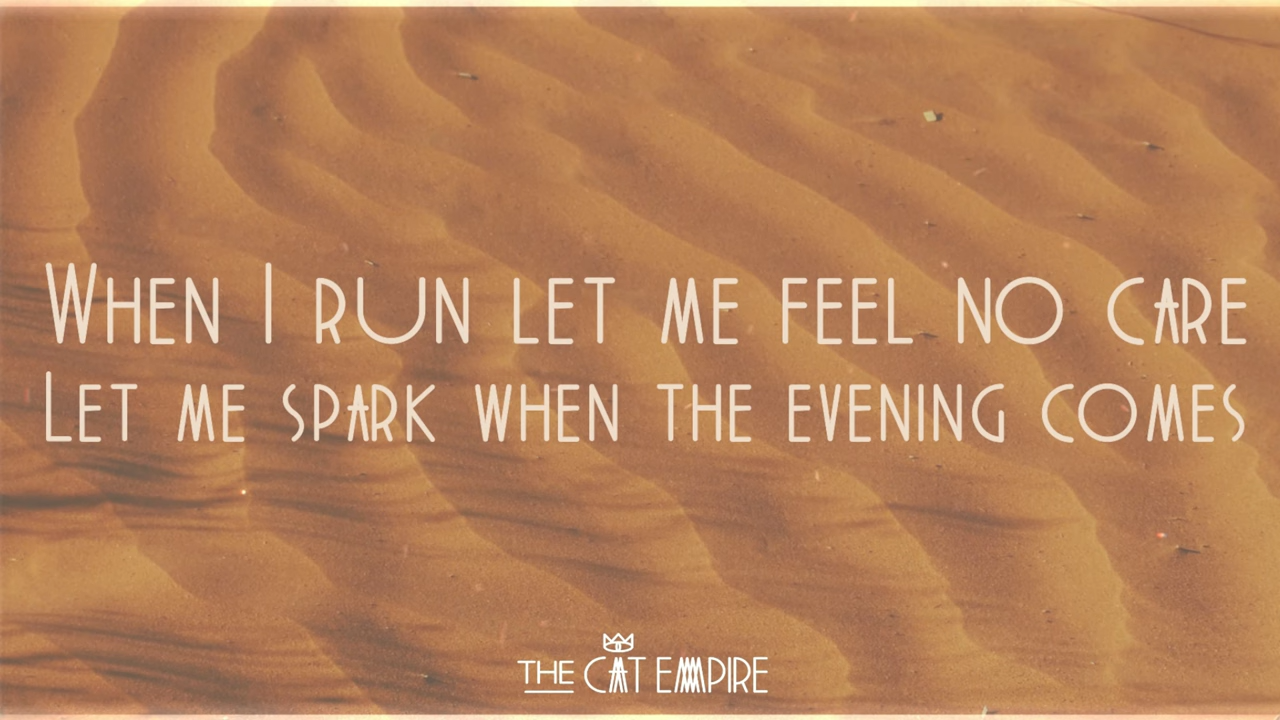 When I run let me feel no care
Let me spark when the evening comes
THE CAT EMPIRE